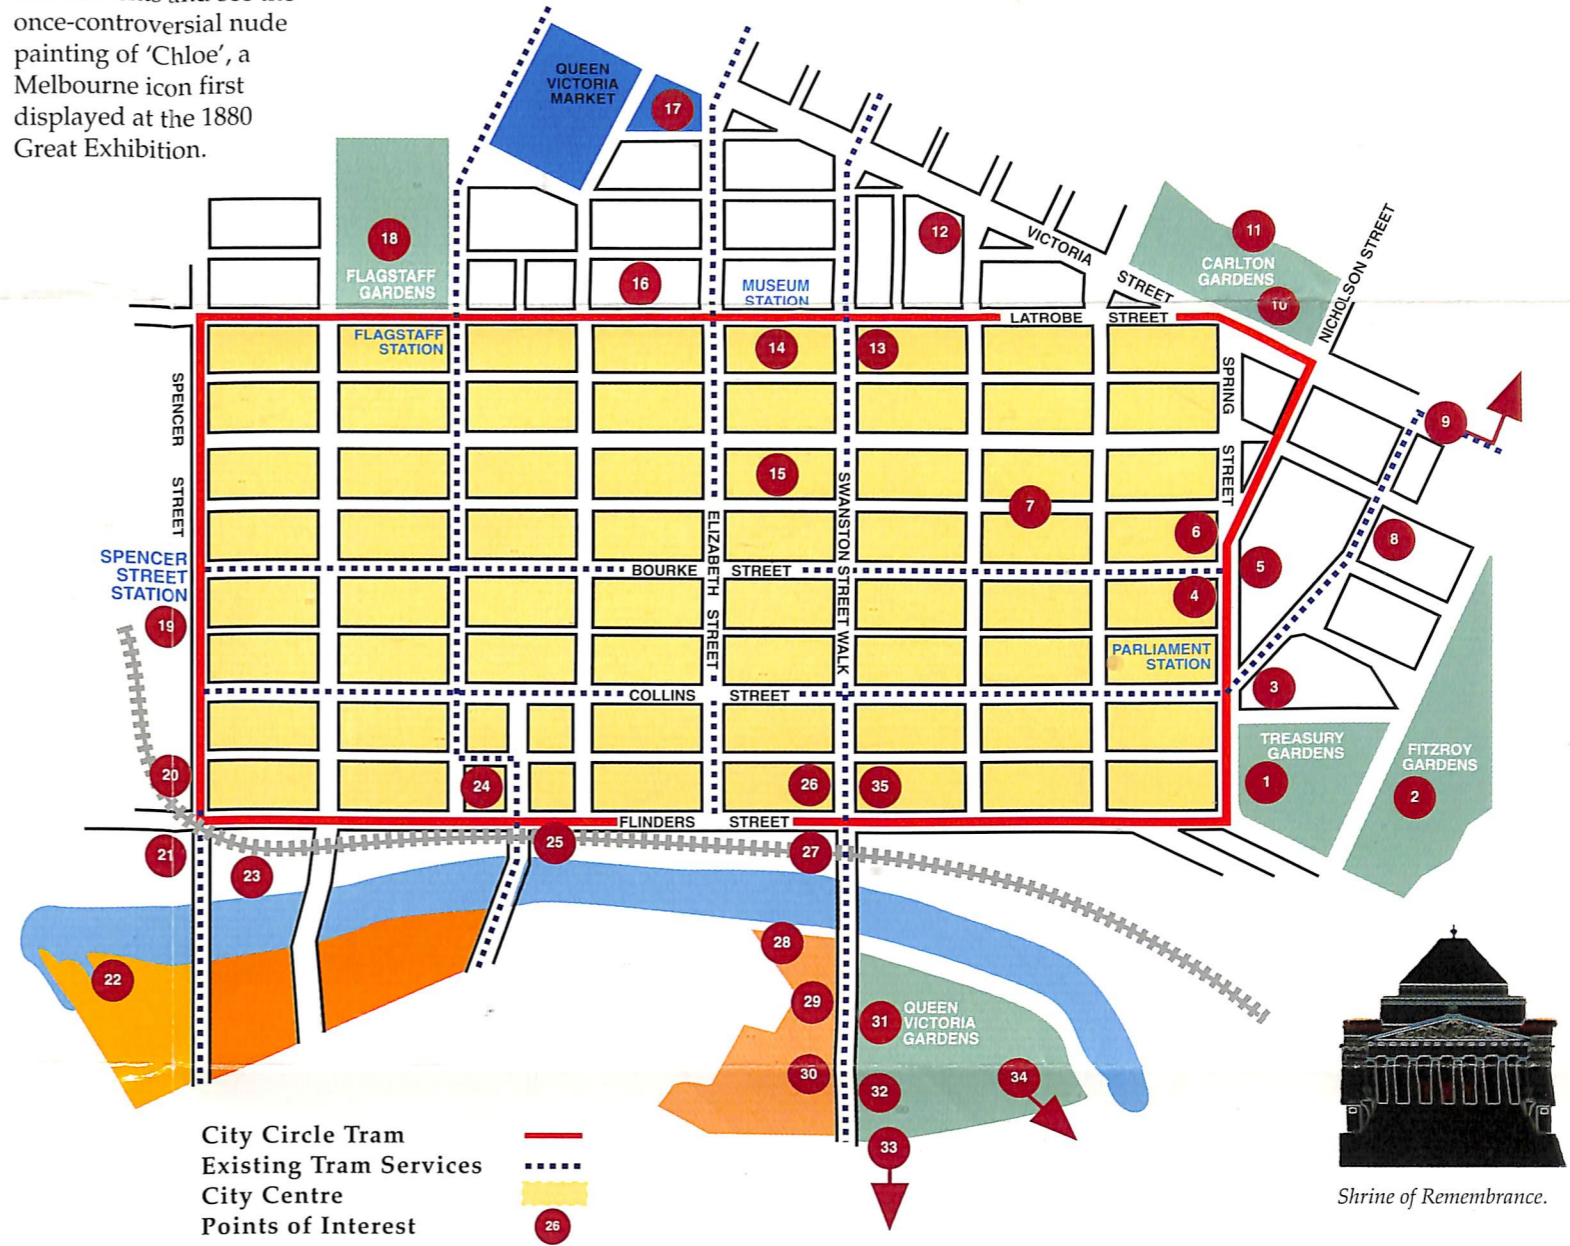 once-controversial nude
painting of ‘Chloe’, a
Melbourne icon first
displayed at the 1880
Great Exhibition.
QUEEN
VICTORIA
MARKET
17
18
FLAGSTAFF
GARDENS
16
MUSEUM
STATION
12
VICTORIA
STREET
11
CARLTON
GARDENS
10
NICHOLSON STREET
LATROBE STREET
FLAGSTAFF
STATION
14
13
SPENCER STREET
SPRING STREET
9
15
7
6
8
5
SWANSTON STREET WALK
ELIZABETH STREET
BOURKE STREET
SPENCER
STREET
STATION
19
4
PARLIAMENT
STATION
3
COLLINS STREET
TREASURY
GARDENS
1
FITZROY
GARDENS
2
20
24
26
35
FLINDERS STREET
21
23
25
27
22
28
29
30
31
QUEEN
VICTORIA
GARDENS
32
34
33
City Circle Tram
Existing Tram Services
City Centre
Points of Interest
26
Shrine of Remembrance.